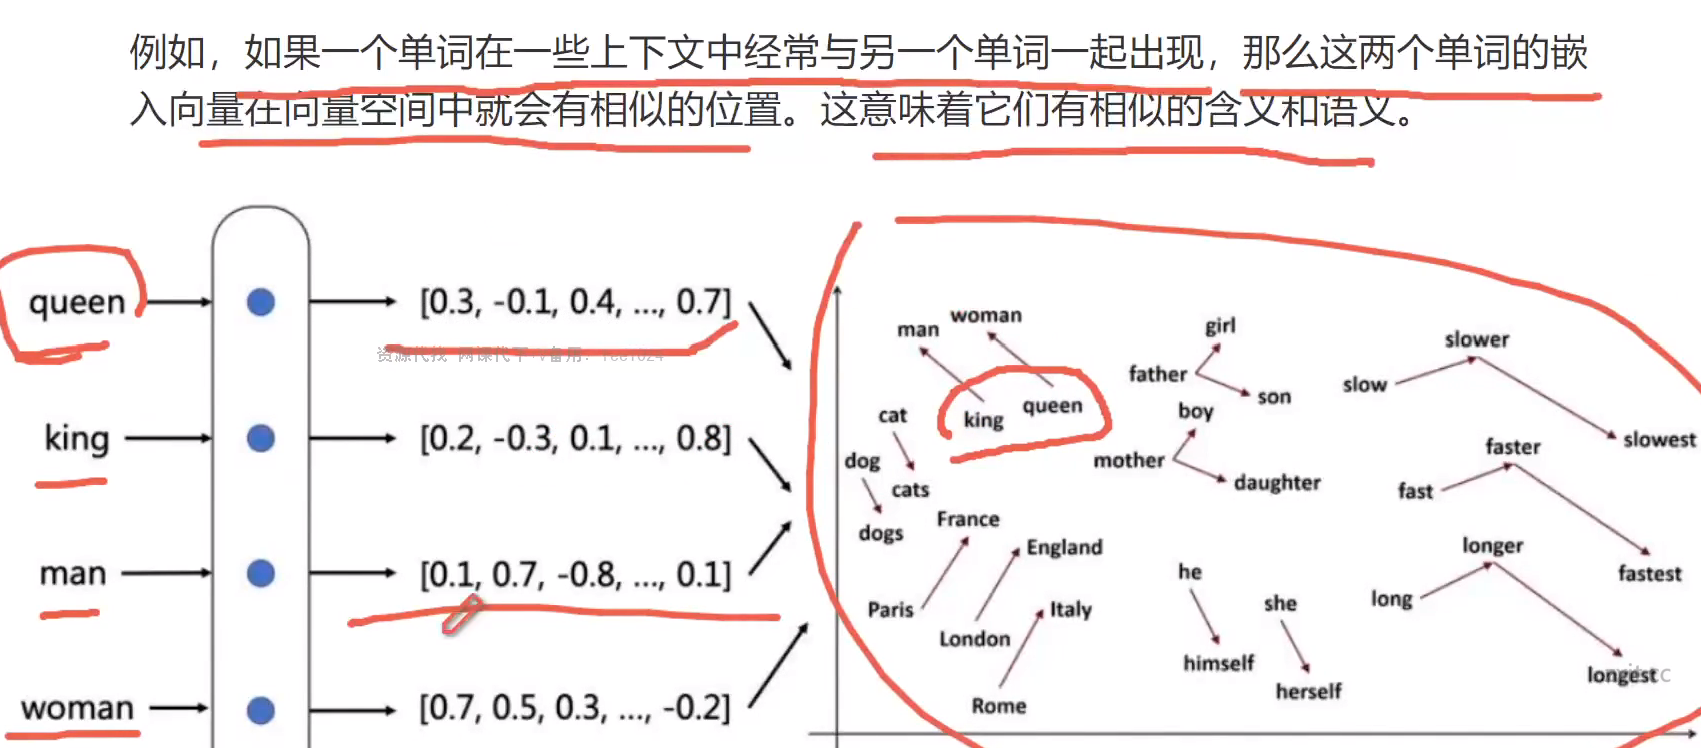 例如，如果一个单词在一些上下文中经常与另一个单词一起出现，那么这两个单词的嵌
入向量在向量空间中就会有相似的位置。这意味着它们有相似的含义和语义。
queen
[0.3, -0.1, 0.4, ..., 0.7]
king
[0.2, -0.3, 0.1, ..., 0.8]
man
[0.1, 0.7, -0.8, ..., 0.1]
woman
[0.7, 0.5, 0.3, ..., -0.2]
man
woman
king
queen
cat
cats
dog
dogs
France
Paris
England
London
Italy
Rome
father
girl
son
mother
boy
daughter
he
himself
she
herself
slow
slower
slowest
fast
faster
fastest
long
longer
longest